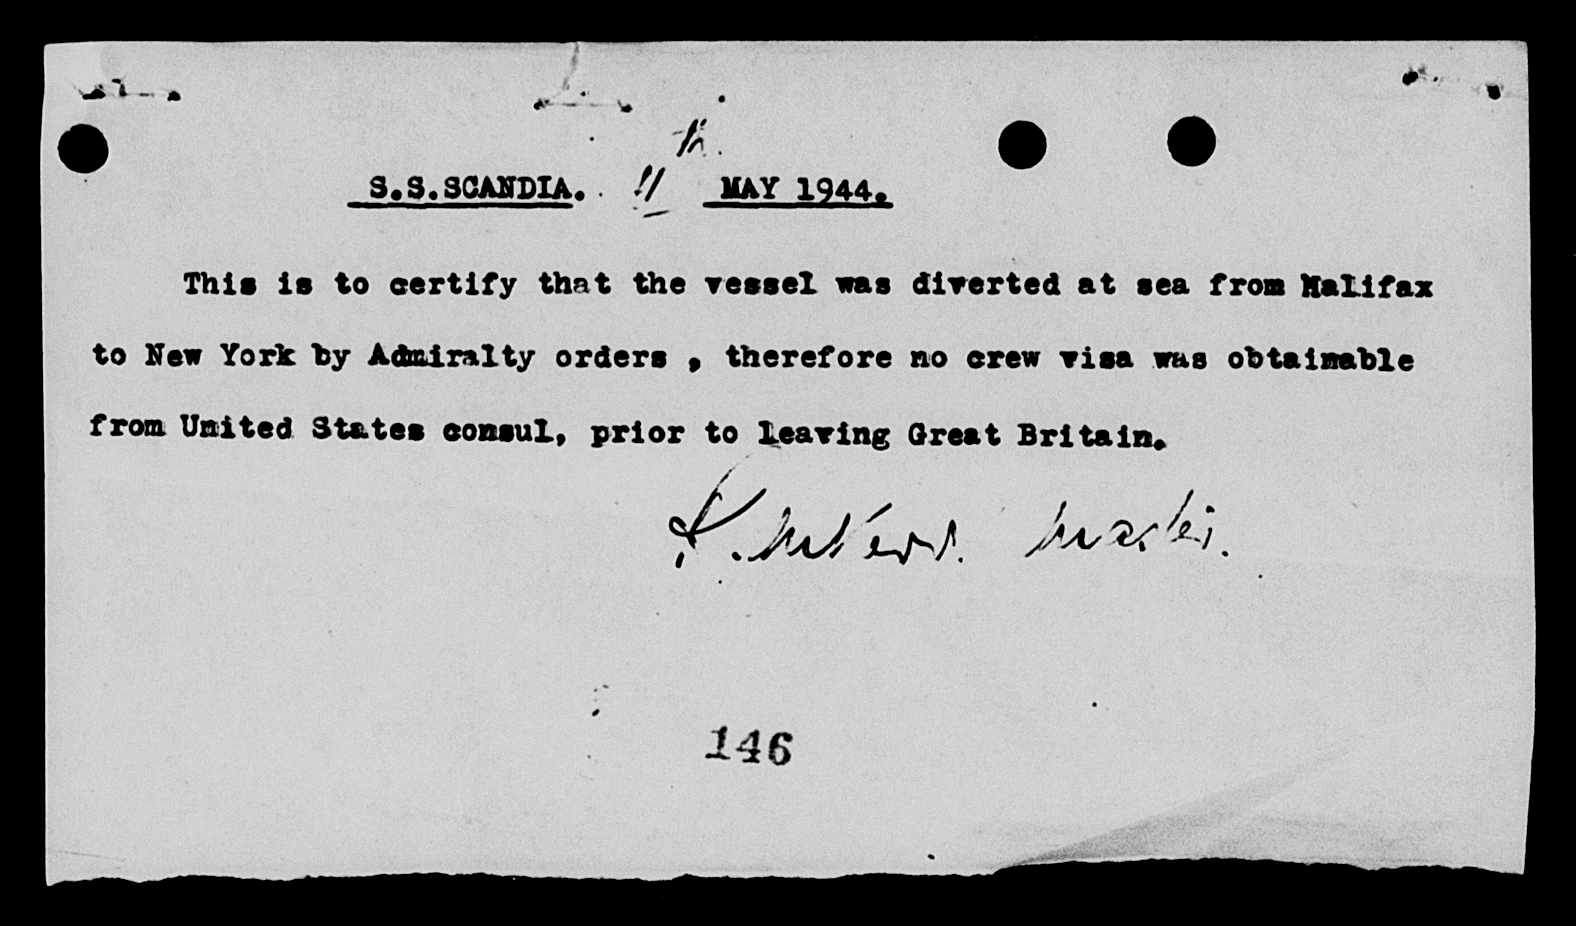 S.S.SCANDIA. 11th. MAY 1944.
This is to certify that the vessel was diverted at sea from Halifax
to New York by Admiralty orders , therefore no crew visa was obtainable
from United States consul, prior to leaving Great Britain.
Master.
146